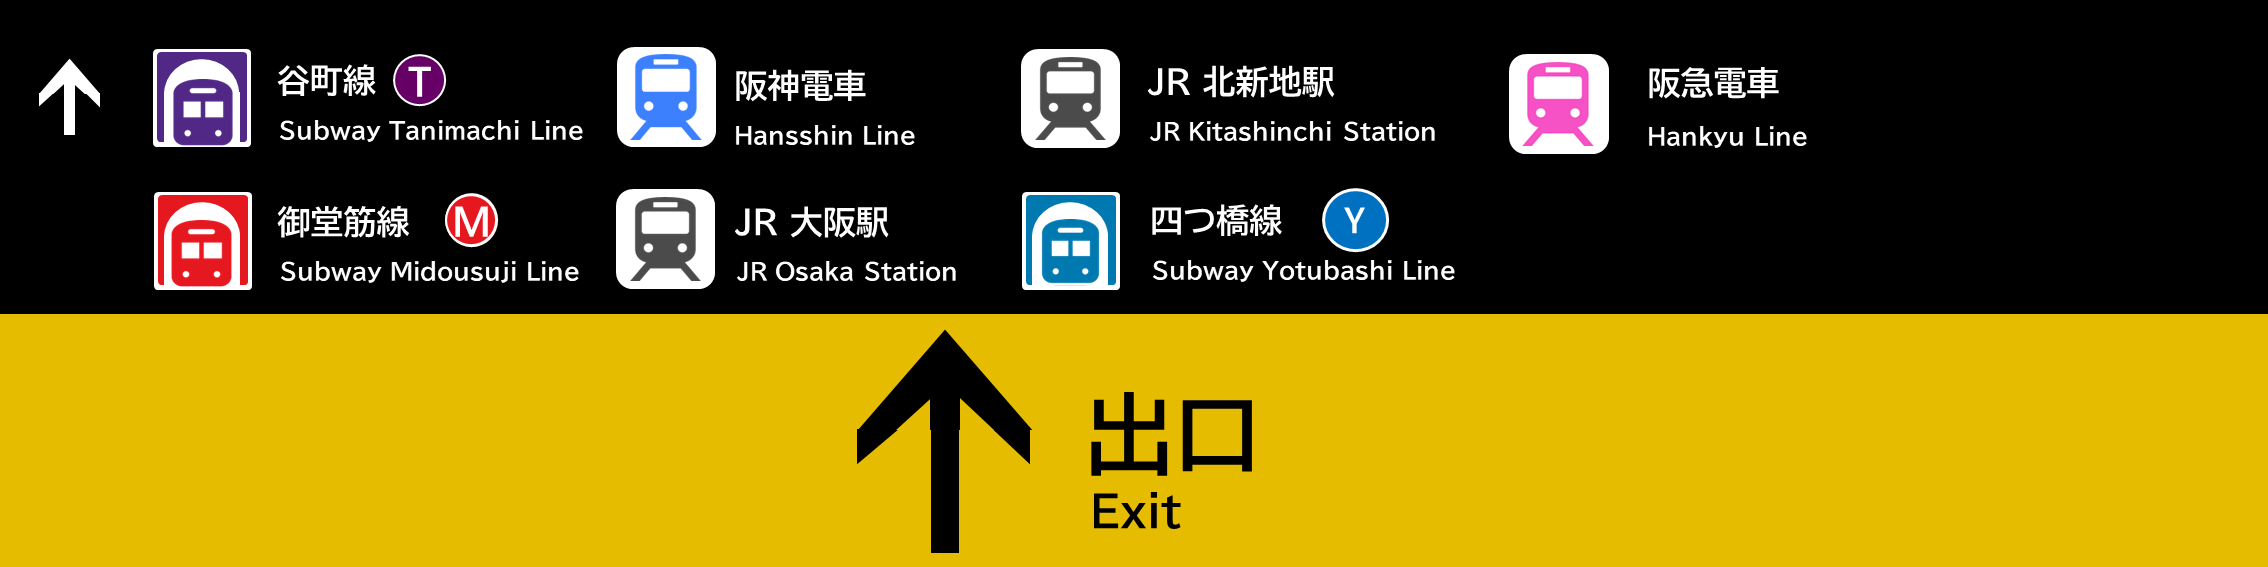 谷町線 T
Subway Tanimachi Line
阪神電車
Hansshin Line
JR 北新地駅
JR Kitashinchi Station
阪急電車
Hankyu Line
御堂筋線 M
Subway Midousuji Line
JR 大阪駅
JR Osaka Station
四つ橋線 Y
Subway Yotubashi Line
出口
Exit